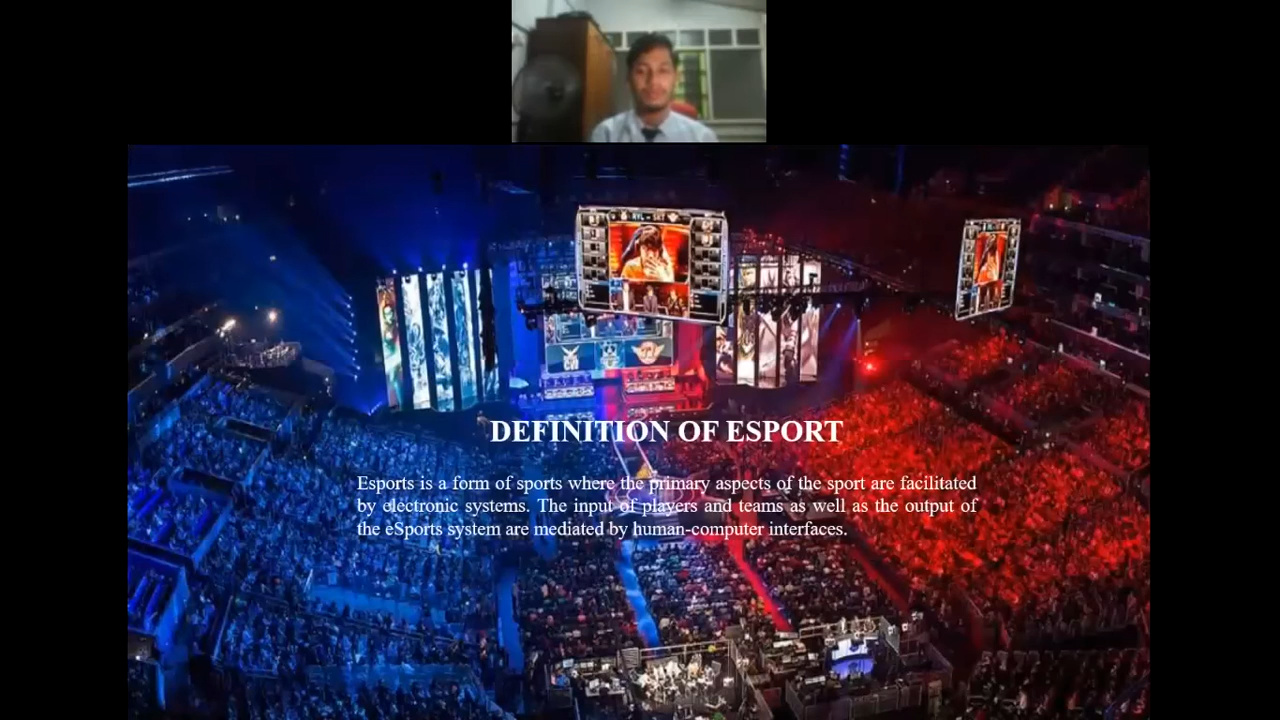 DEFINITION OF ESPORT
Esports is a form of sports where the primary aspects of the sport are facilitated
by electronic systems. The input of players and teams as well as the output of
the eSports system are mediated by human-computer interfaces.